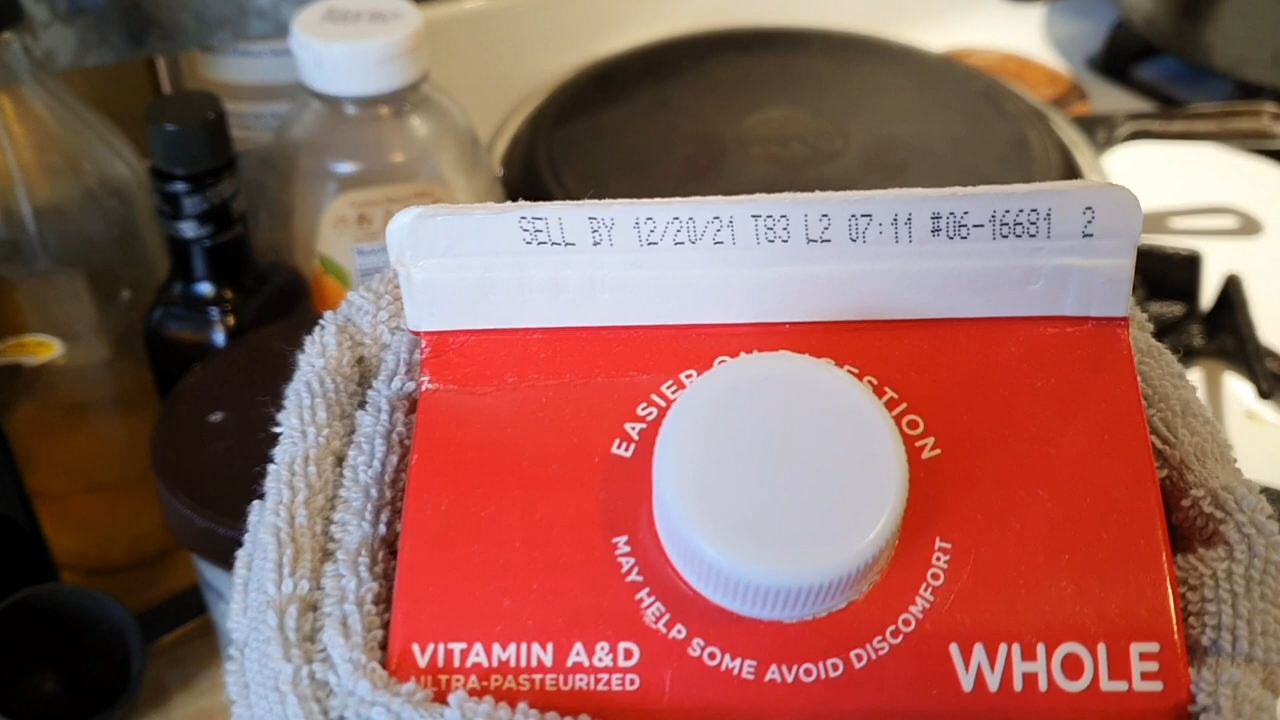 SELL BY 12/20/21 T83 L2 07:11 #06-16681 2
EASIER ON DIGESTION
MAY HELP SOME AVOID DISCOMFORT
VITAMIN A&D
ULTRA-PASTEURIZED
WHOLE